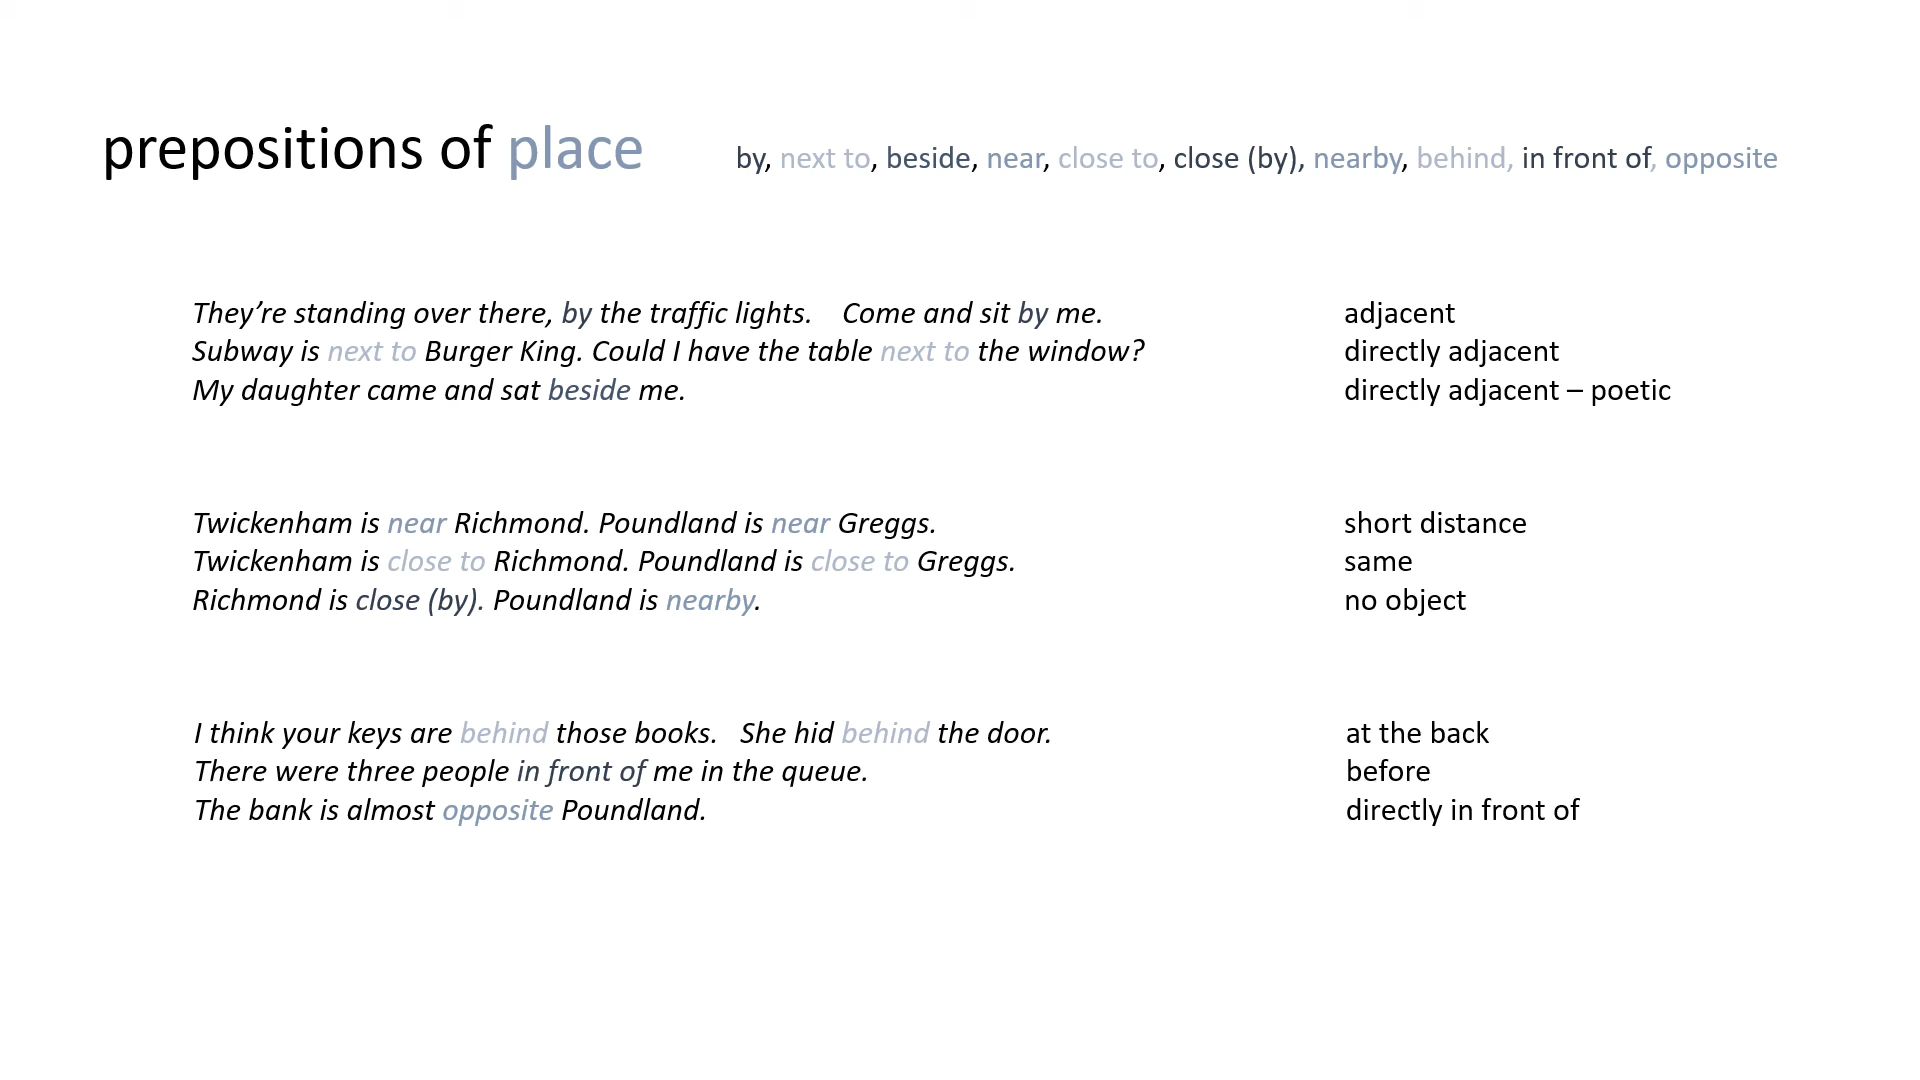 prepositions of place
by, next to, beside, near, close to, close (by), nearby, behind, in front of, opposite
They’re standing over there, by the traffic lights. Come and sit by me.
adjacent
Subway is next to Burger King. Could I have the table next to the window?
directly adjacent
My daughter came and sat beside me.
directly adjacent – poetic
Twickenham is near Richmond. Poundland is near Greggs.
short distance
Twickenham is close to Richmond. Poundland is close to Greggs.
same
Richmond is close (by). Poundland is nearby.
no object
I think your keys are behind those books. She hid behind the door.
at the back
There were three people in front of me in the queue.
before
The bank is almost opposite Poundland.
directly in front of